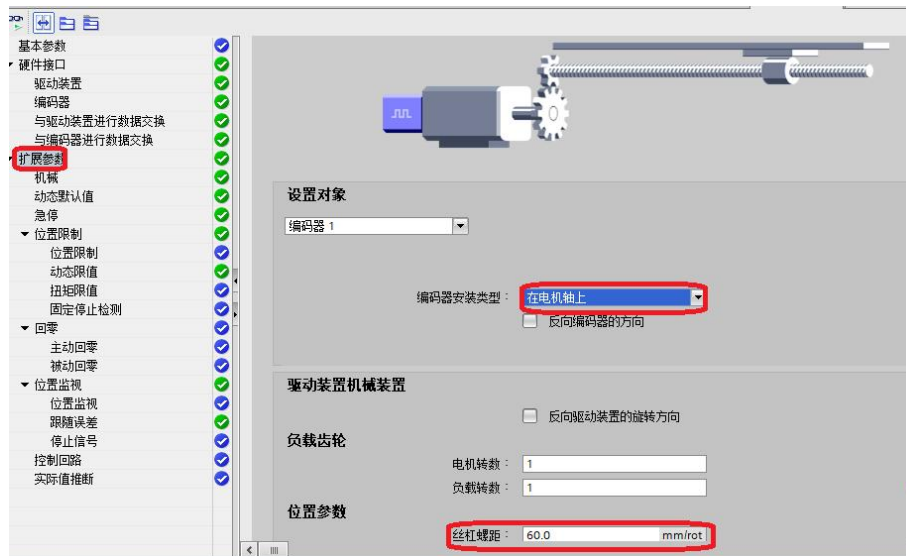 基本参数
硬件接口
驱动装置
编码器
与驱动装置进行数据交换
与编码器进行数据交换
扩展参数
机械
动态默认值
急停
位置限制
位置限制
动态限值
扭矩限值
固定停止检测
回零
主动回零
被动回零
位置监视
位置监视
跟随误差
停止信号
控制回路
实际值推断
设置对象
编码器 1
编码器安装类型： 在电机轴上
反向编码器的方向
驱动装置机械装置
反向驱动装置的旋转方向
负载齿轮
电机转数： 1
负载转数： 1
位置参数
丝杠螺距： 60.0 mm/rot